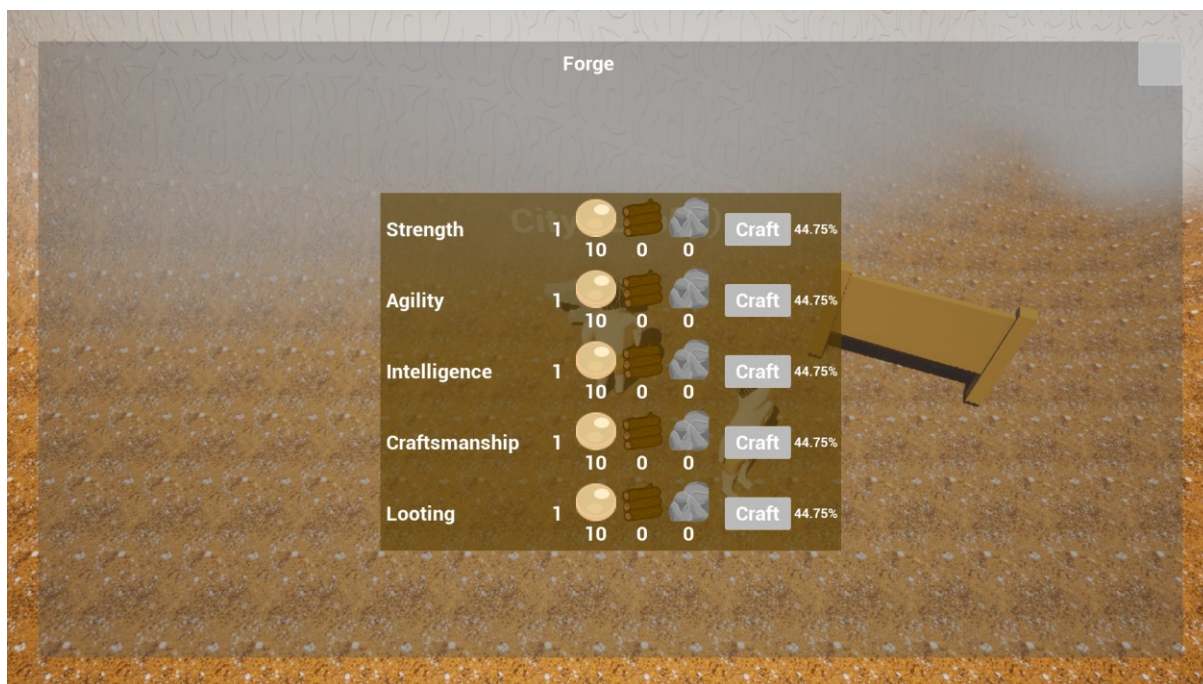 Forge
Strength 1 Craft 44.75%
10 0 0
Agility 1 Craft 44.75%
10 0 0
Intelligence 1 Craft 44.75%
10 0 0
Craftsmanship 1 Craft 44.75%
10 0 0
Looting 1 Craft 44.75%
10 0 0